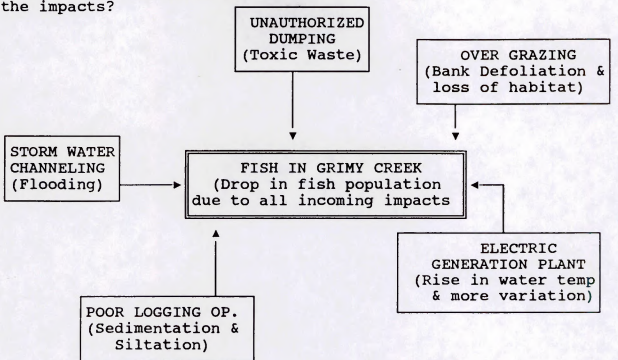 the impacts?
UNAUTHORIZED
DUMPING
(Toxic Waste)
OVER GRAZING
(Bank Defoliation &
loss of habitat)
STORM WATER
CHANNELING
(Flooding)
FISH IN GRIMY CREEK
(Drop in fish population
due to all incoming impacts
ELECTRIC
GENERATION PLANT
(Rise in water temp
& more variation)
POOR LOGGING OP.
(Sedimentation &
Siltation)